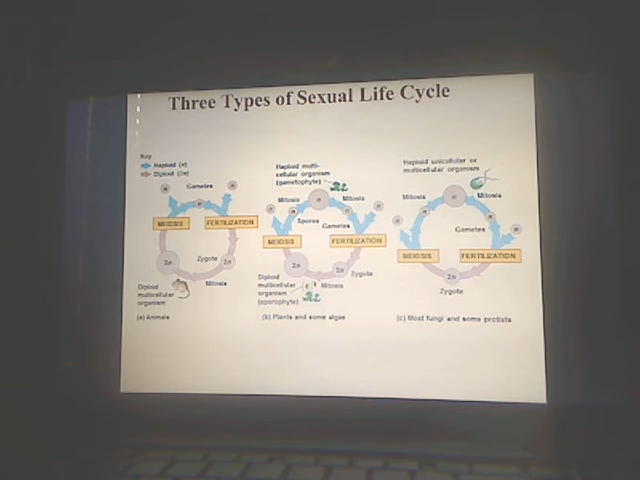 Three Types of Sexual Life Cycle
Key
Haploid (n)
Diploid (2n)
n
Gametes
n
n
n
MEIOSIS
FERTILIZATION
2n
Zygote
2n
Diploid
multicellular
organism
Mitosis
(a) Animals
Haploid multi-
cellular organism
(gametophyte)
Mitosis
n
Mitosis
n
n
n
Spores
n
Gametes
MEIOSIS
FERTILIZATION
2n
2n
Zygote
Diploid
multicellular
organism
(sporophyte)
Mitosis
(b) Plants and some algae
Haploid unicellular or
multicellular organism
Mitosis
n
Mitosis
n
n
n
n
Gametes
MEIOSIS
FERTILIZATION
2n
Zygote
(c) Most fungi and some protists